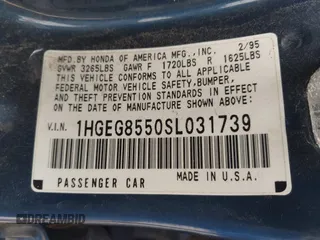 MFD.BY HONDA OF AMERICA MFG.,INC. 2/95
GVWR 3265LBS GAWR F 1720LBS R 1625LBS
THIS VEHICLE CONFORMS TO ALL APPLICABLE
FEDERAL MOTOR VEHICLE SAFETY,BUMPER,
AND THEFT PREVENTION STANDARDS IN EFFECT
ON THE DATE OF MANUFACTURE SHOWN ABOVE.
V.I.N. 1HGEG8550SL031739
PASSENGER CAR MADE IN U.S.A.
DREAMBID